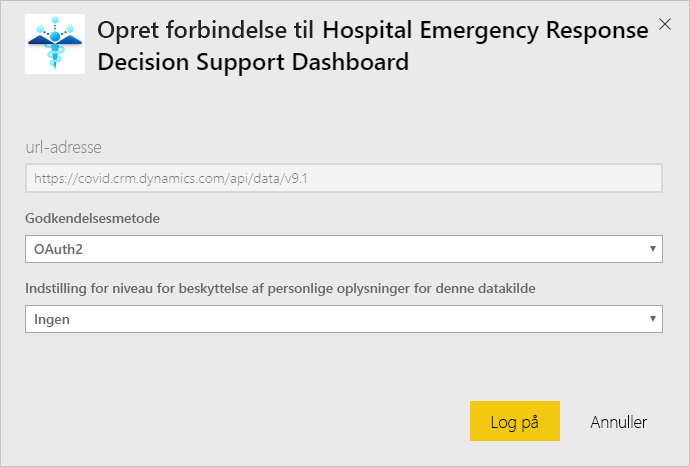 Opret forbindelse til Hospital Emergency Response
Decision Support Dashboard
url-adresse
https://covid.crm.dynamics.com/api/data/v9.1
Godkendelsesmetode
OAuth2
Indstilling for niveau for beskyttelse af personlige oplysninger for denne datakilde
Ingen
Log på
Annuller